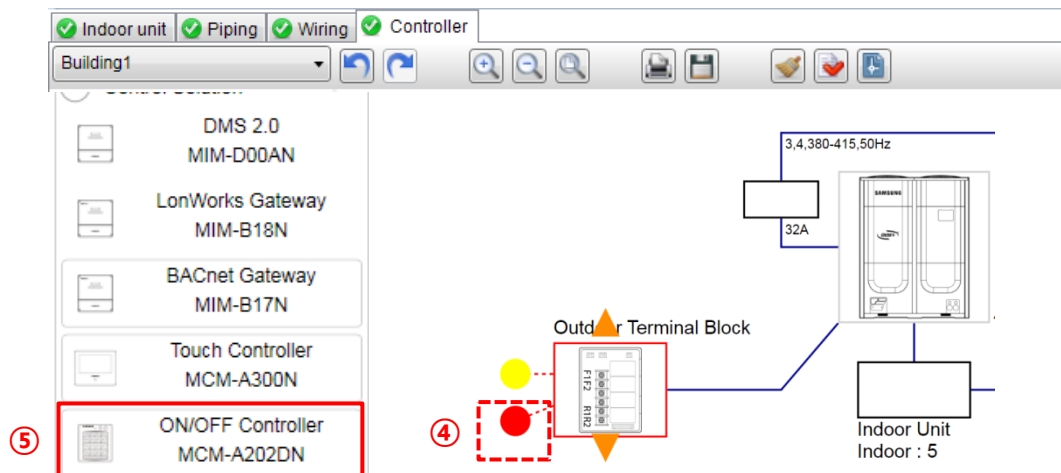 Indoor unit
Piping
Wiring
Controller
Building1
DMS 2.0
MIM-D00AN
LonWorks Gateway
MIM-B18N
BACnet Gateway
MIM-B17N
Touch Controller
MCM-A300N
⑤
ON/OFF Controller
MCM-A202DN
3,4,380-415,50Hz
32A
SAMSUNG
Terminal Block
F1F2
R1R2
④
Indoor Unit
Indoor : 5